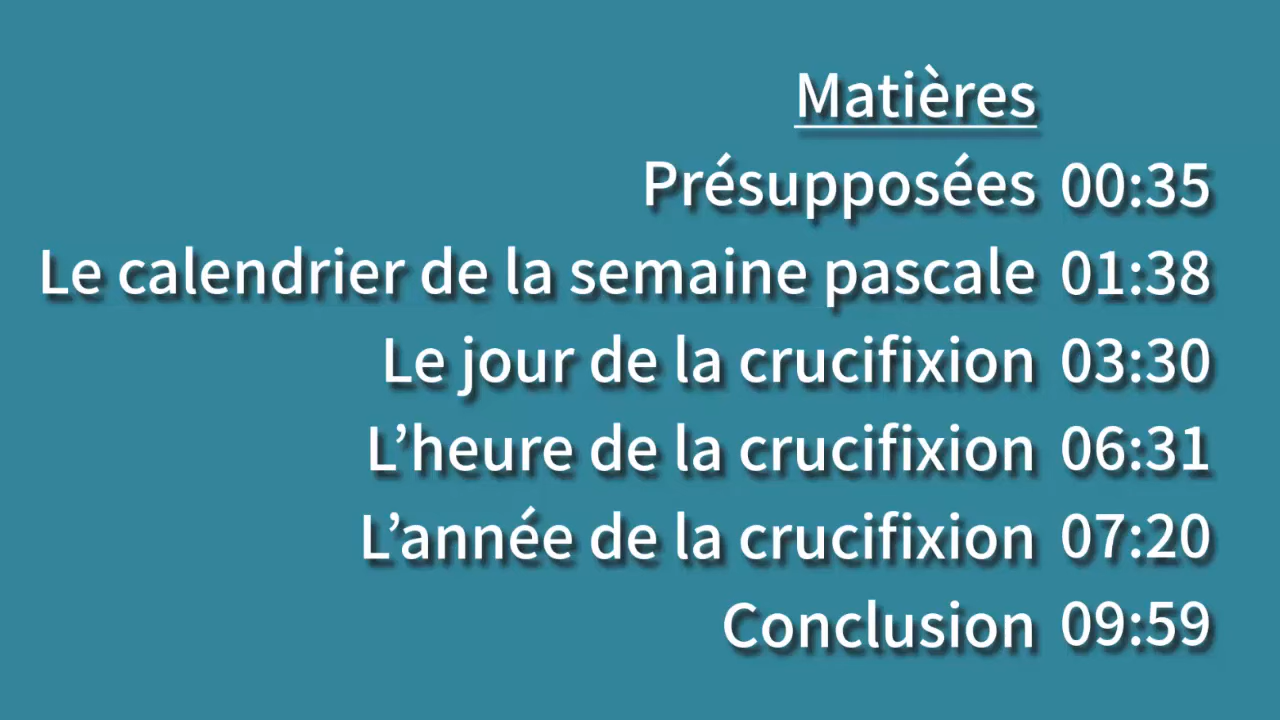 Matières
Présupposées 00:35
Le calendrier de la semaine pascale 01:38
Le jour de la crucifixion 03:30
L’heure de la crucifixion 06:31
L’année de la crucifixion 07:20
Conclusion 09:59